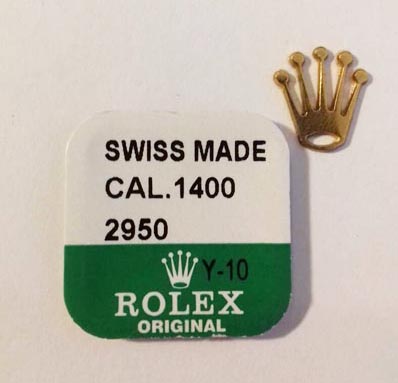 SWISS MADE
CAL.1400
2950
Y-10
ROLEX
ORIGINAL